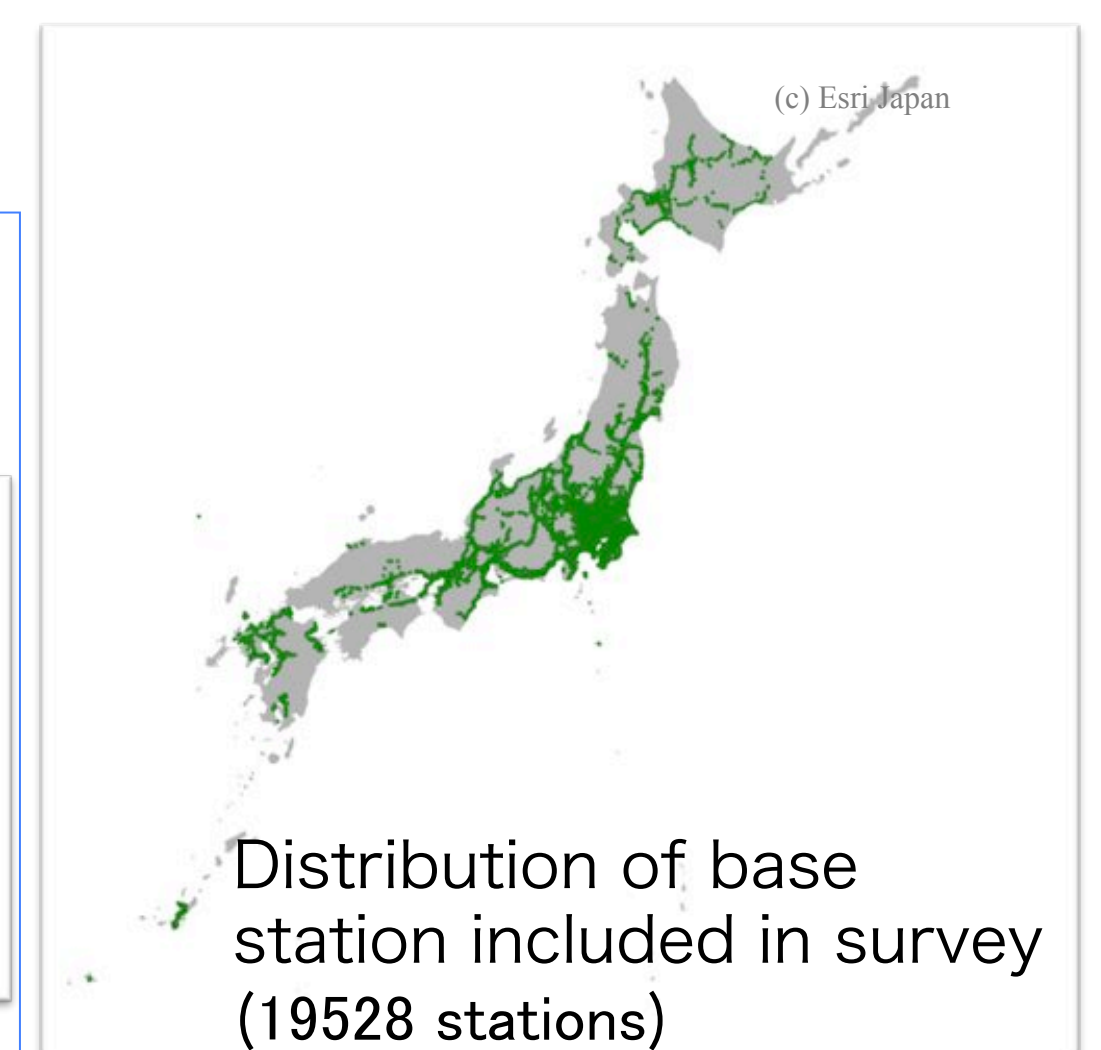 (c) Esri Japan
Distribution of base
station included in survey
(19528 stations)